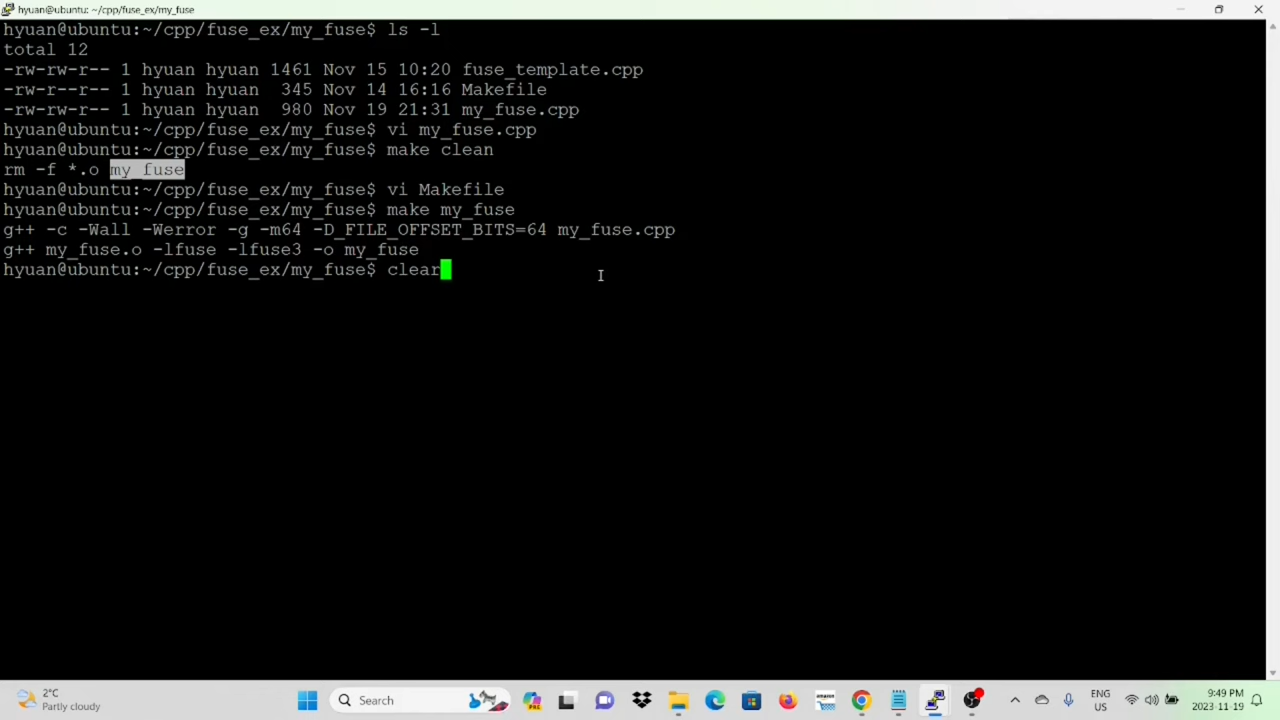 hyuan@ubuntu: ~/cpp/fuse_ex/my_fuse
hyuan@ubuntu:~/cpp/fuse_ex/my_fuse$ ls -l
total 12
-rw-rw-r-- 1 hyuan hyuan 1461 Nov 15 10:20 fuse_template.cpp
-rw-r--r-- 1 hyuan hyuan  345 Nov 14 16:16 Makefile
-rw-rw-r-- 1 hyuan hyuan  980 Nov 19 21:31 my_fuse.cpp
hyuan@ubuntu:~/cpp/fuse_ex/my_fuse$ vi my_fuse.cpp
hyuan@ubuntu:~/cpp/fuse_ex/my_fuse$ make clean
rm -f *.o my_fuse
hyuan@ubuntu:~/cpp/fuse_ex/my_fuse$ vi Makefile
hyuan@ubuntu:~/cpp/fuse_ex/my_fuse$ make my_fuse
g++ -c -Wall -Werror -g -m64 -D_FILE_OFFSET_BITS=64 my_fuse.cpp
g++ my_fuse.o -lfuse -lfuse3 -o my_fuse
hyuan@ubuntu:~/cpp/fuse_ex/my_fuse$ clear
2°C
Partly cloudy
Search
PRE
amazon
ENG
US
9:49 PM
2023-11-19